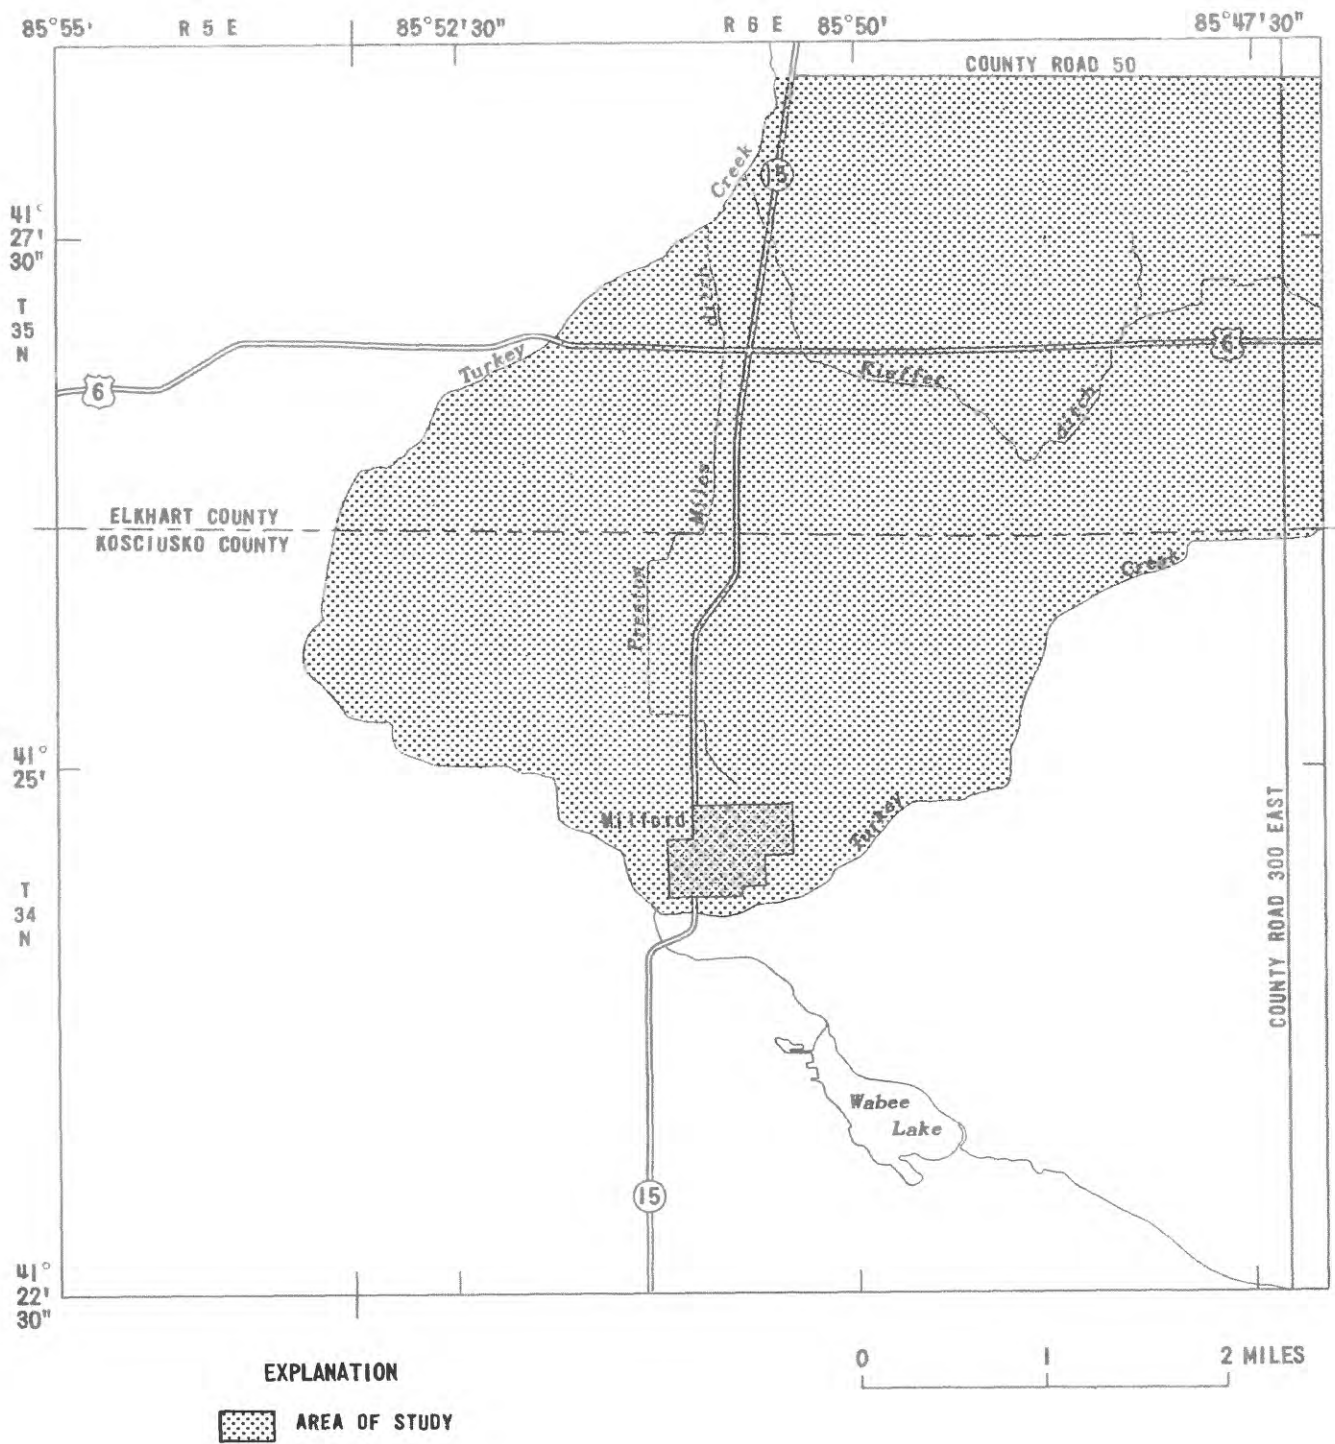 85°55' R 5 E 85°52'30" R 6 E 85°50' 85°47'30"
COUNTY ROAD 50
Creek
15
41°
27'
30"
T
35
N
ditch
6
Turkey
6
Kieffer
ditch
Miles
ELKHART COUNTY
KOSCIUSKO COUNTY
Creek
Preston
41°
25'
Milford
Turkey
COUNTY ROAD 300 EAST
T
34
N
Wabee
Lake
15
41°
22'
30"
EXPLANATION
0 1 2 MILES
AREA OF STUDY